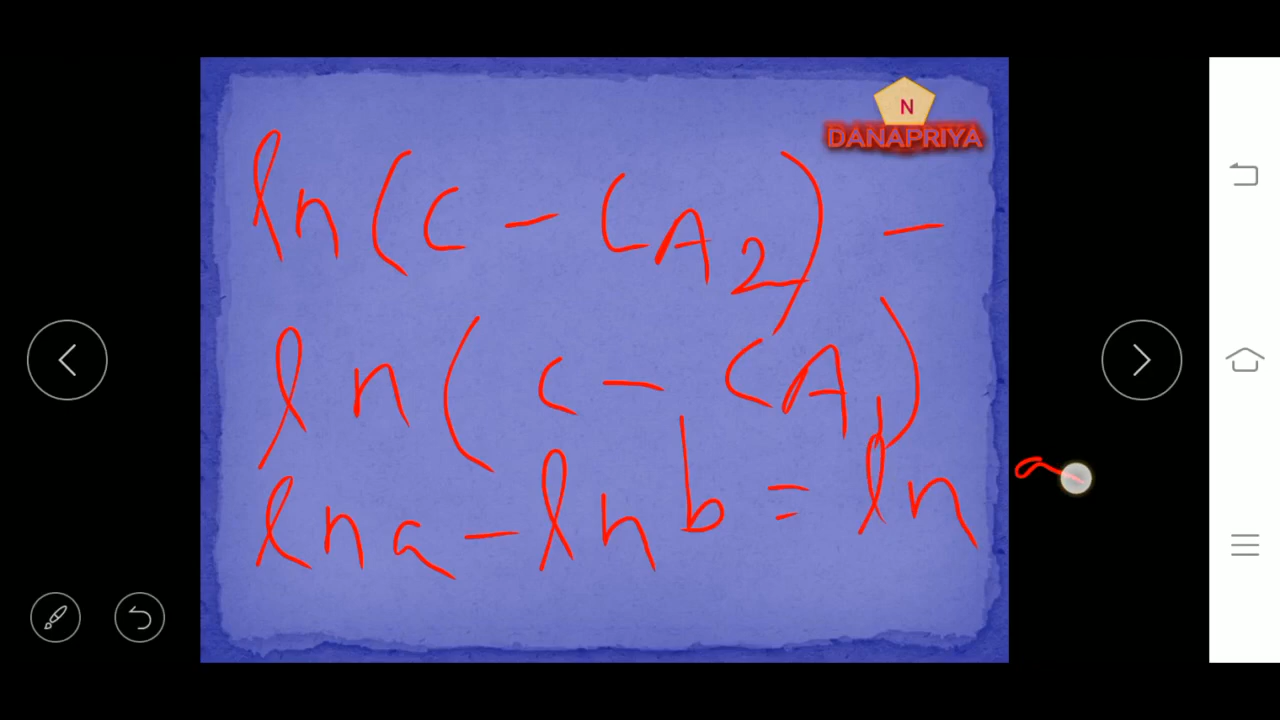 N
DANAPRIYA
ln(C - CA2) -
ln(C - CA1)
lna - lnb = ln a